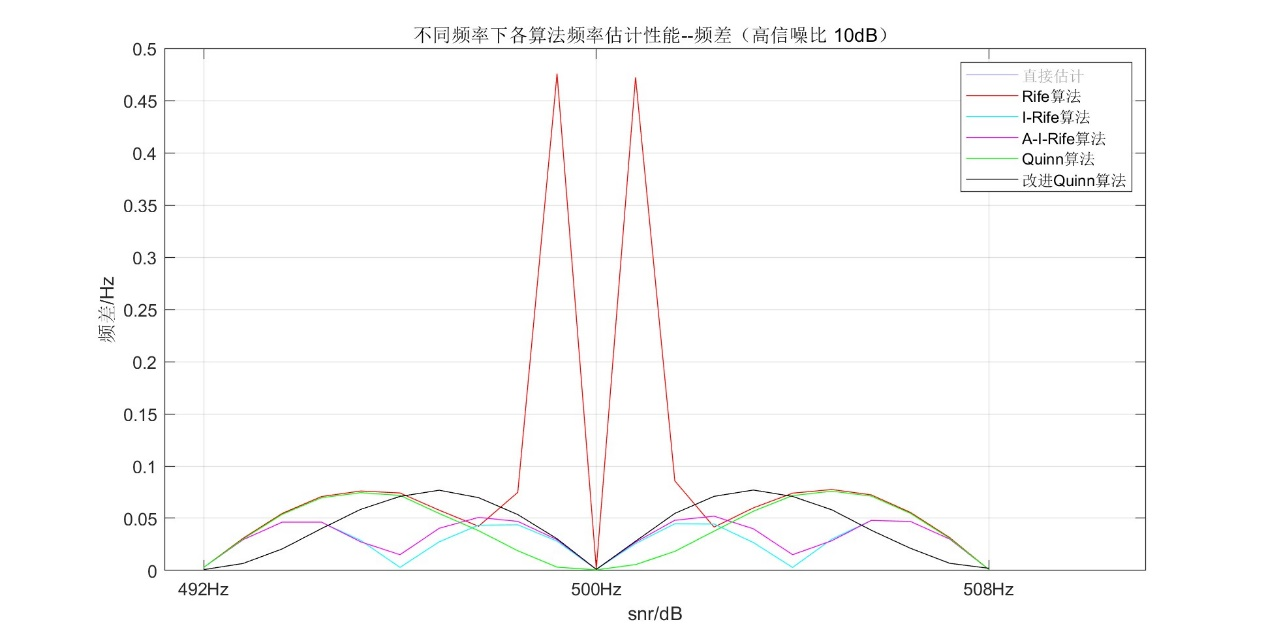 不同频率下各算法频率估计性能--频差（高信噪比 10dB）
0.5
0.45
0.4
0.35
0.3
0.25
0.2
0.15
0.1
0.05
0
频差/Hz
492Hz
500Hz
508Hz
snr/dB
直接估计
Rife算法
I-Rife算法
A-I-Rife算法
Quinn算法
改进Quinn算法